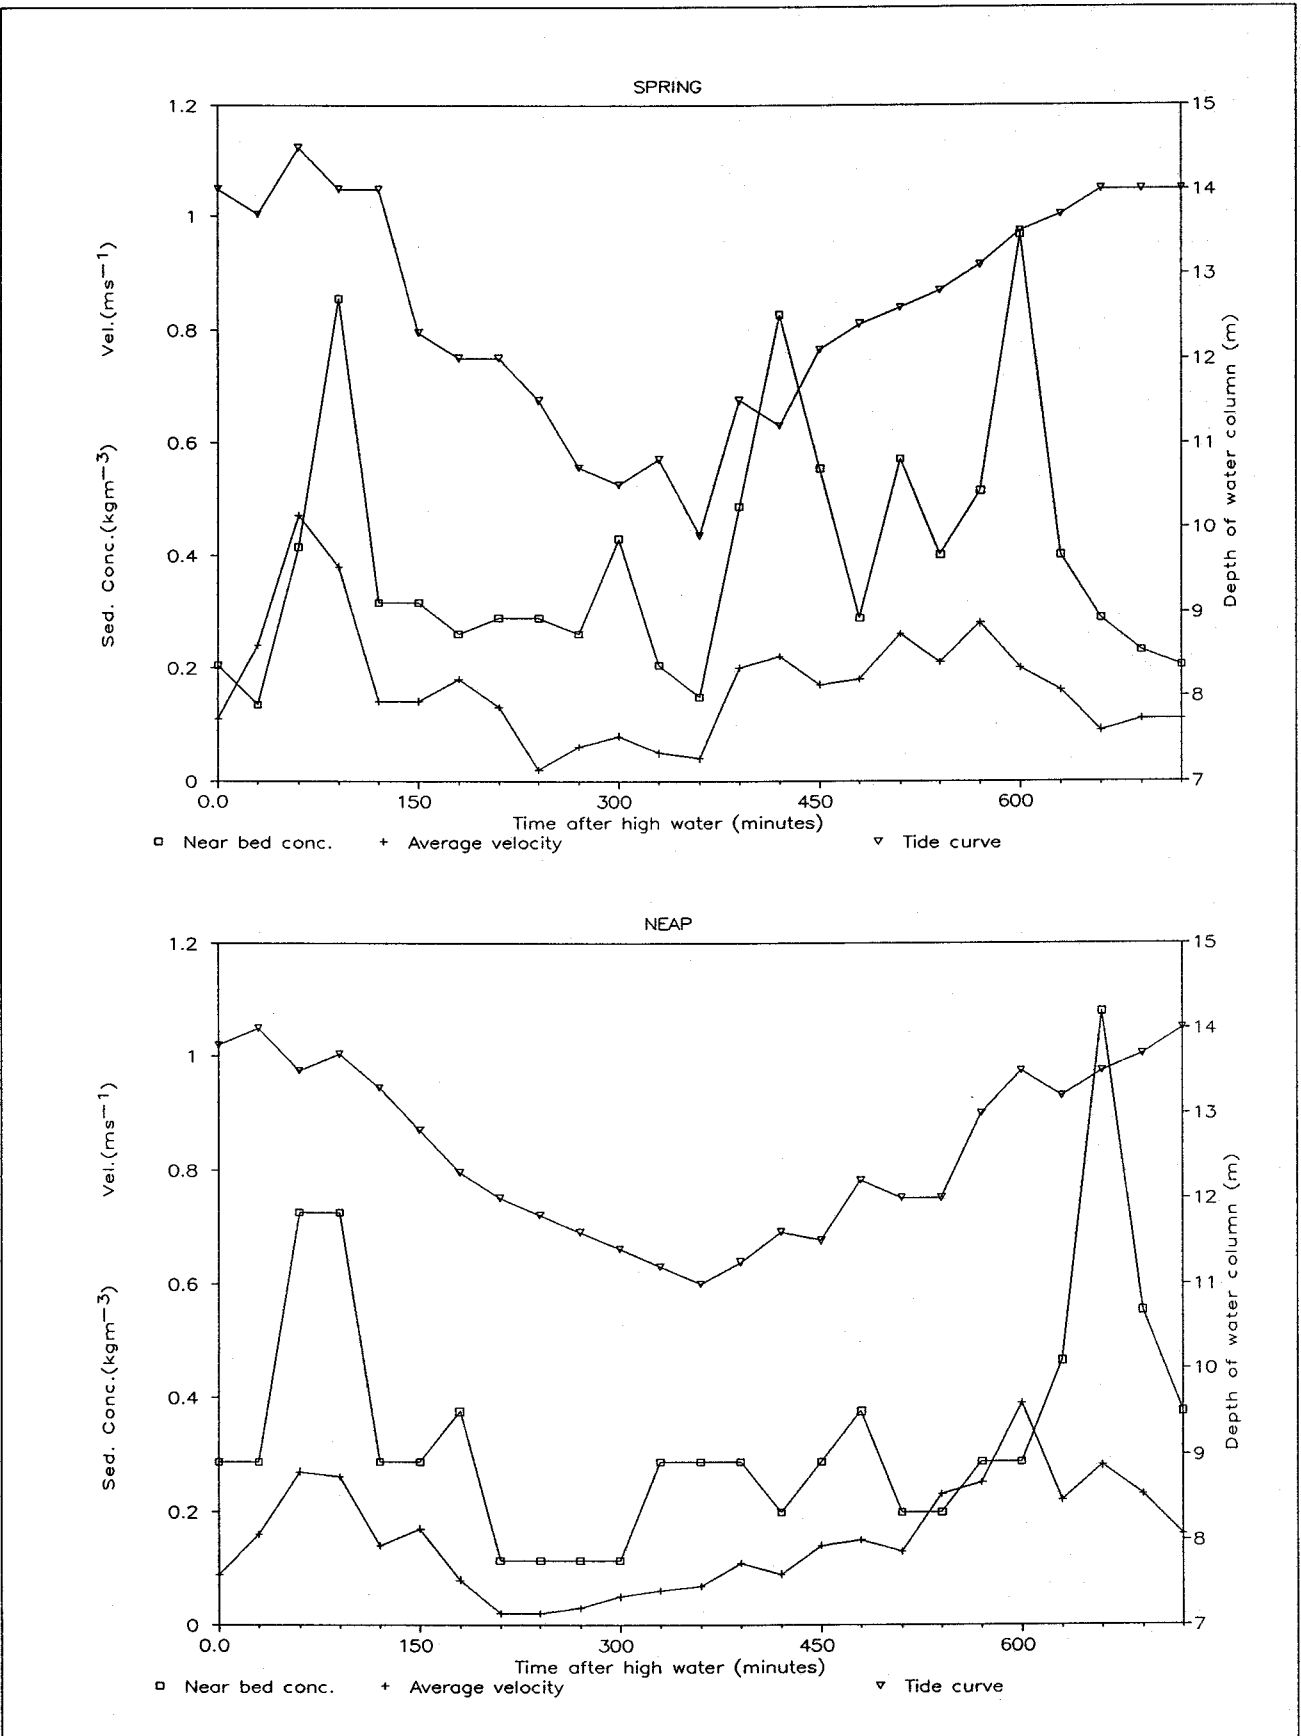 SPRING
1.2
1
0.8
0.6
0.4
0.2
0
Vel.(ms⁻¹)
Sed. Conc.(kgm⁻³)
15
14
13
12
11
10
9
8
7
Depth of water column (m)
0.0 150 300 450 600
Time after high water (minutes)
Near bed conc. + Average velocity Tide curve
NEAP
1.2
1
0.8
0.6
0.4
0.2
0
Vel.(ms⁻¹)
Sed. Conc.(kgm⁻³)
15
14
13
12
11
10
9
8
7
Depth of water column (m)
0.0 150 300 450 600
Time after high water (minutes)
Near bed conc. + Average velocity Tide curve